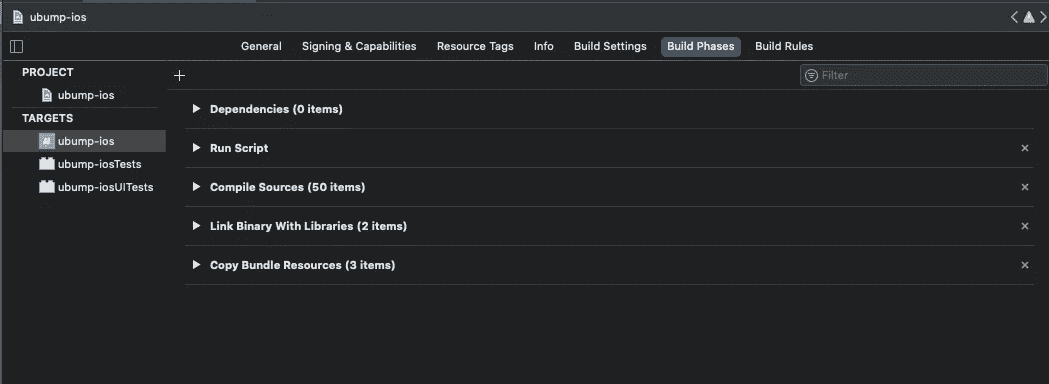 ubump-ios
General Signing & Capabilities Resource Tags Info Build Settings Build Phases Build Rules
PROJECT
ubump-ios
TARGETS
ubump-ios
ubump-iosTests
ubump-iosUITests
Filter
Dependencies (0 items)
Run Script
Compile Sources (50 items)
Link Binary With Libraries (2 items)
Copy Bundle Resources (3 items)